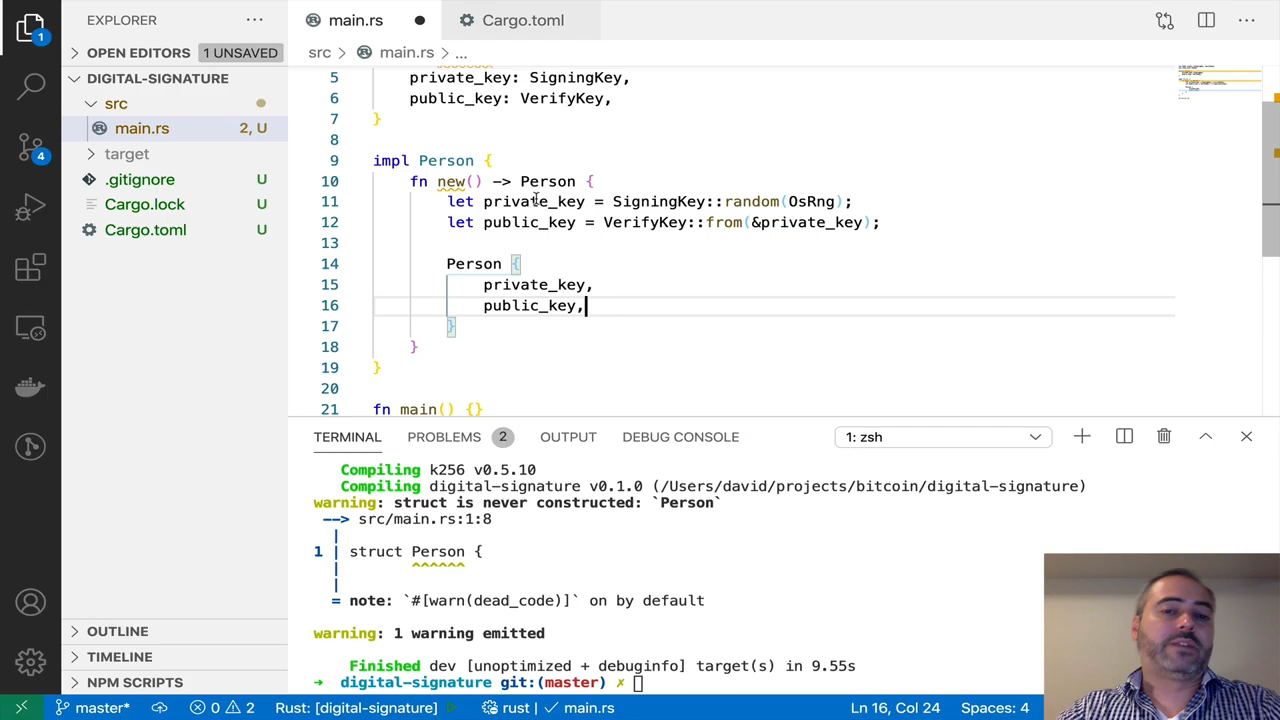 EXPLORER
main.rs
Cargo.toml
1
OPEN EDITORS 1 UNSAVED
src > main.rs > ...
DIGITAL-SIGNATURE
5 private_key: SigningKey,
src
6 public_key: VerifyKey,
main.rs 2, U
7 }
target
8
4
.gitignore U
9 impl Person {
10 fn new() -> Person {
Cargo.lock U
11 let private_key = SigningKey::random(OsRng);
Cargo.toml U
12 let public_key = VerifyKey::from(&private_key);
13
14 Person {
15 private_key,
16 public_key,
17 }
18 }
19 }
20
21 fn main() {}
TERMINAL PROBLEMS 2 OUTPUT DEBUG CONSOLE 1: zsh
Compiling k256 v0.5.10
Compiling digital-signature v0.1.0 (/Users/david/projects/bitcoin/digital-signature)
warning: struct is never constructed: `Person`
--> src/main.rs:1:8
|
1 | struct Person {
| ^^^^^^
|
= note: `#[warn(dead_code)]` on by default
warning: 1 warning emitted
Finished dev [unoptimized + debuginfo] target(s) in 9.55s
➜ digital-signature git:(master) ✗
OUTLINE
TIMELINE
NPM SCRIPTS
master* 0 2 Rust: [digital-signature] rust | ✓ main.rs Ln 16, Col 24 Spaces: 4